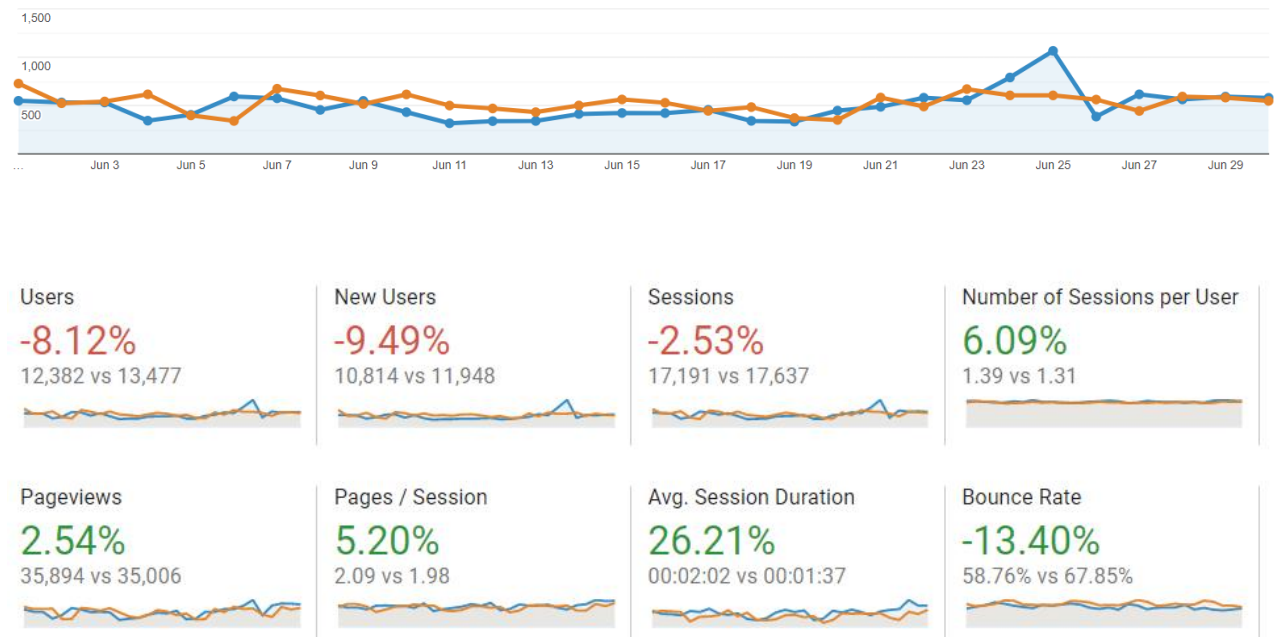 1,500
1,000
500
... Jun 3 Jun 5 Jun 7 Jun 9 Jun 11 Jun 13 Jun 15 Jun 17 Jun 19 Jun 21 Jun 23 Jun 25 Jun 27 Jun 29
Users
-8.12%
12,382 vs 13,477
New Users
-9.49%
10,814 vs 11,948
Sessions
-2.53%
17,191 vs 17,637
Number of Sessions per User
6.09%
1.39 vs 1.31
Pageviews
2.54%
35,894 vs 35,006
Pages / Session
5.20%
2.09 vs 1.98
Avg. Session Duration
26.21%
00:02:02 vs 00:01:37
Bounce Rate
-13.40%
58.76% vs 67.85%